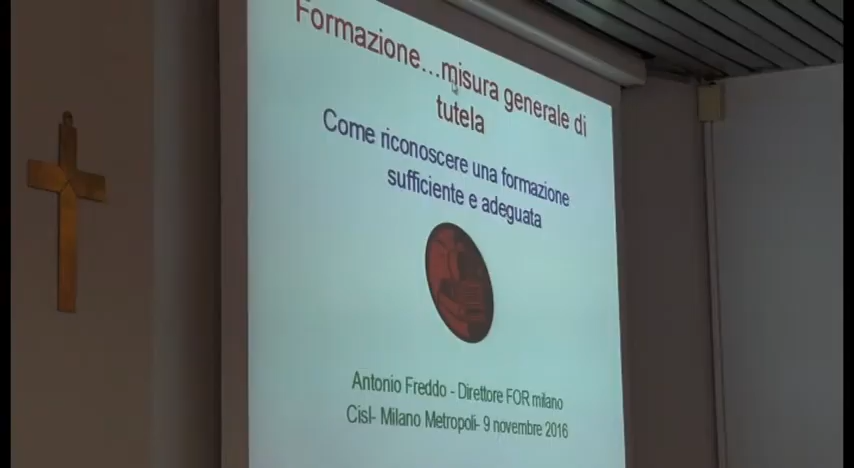 Formazione...misura generale di
tutela
Come riconoscere una formazione
sufficiente e adeguata
Antonio Freddo - Direttore FOR milano
Cisl- Milano Metropoli- 9 novembre 2016